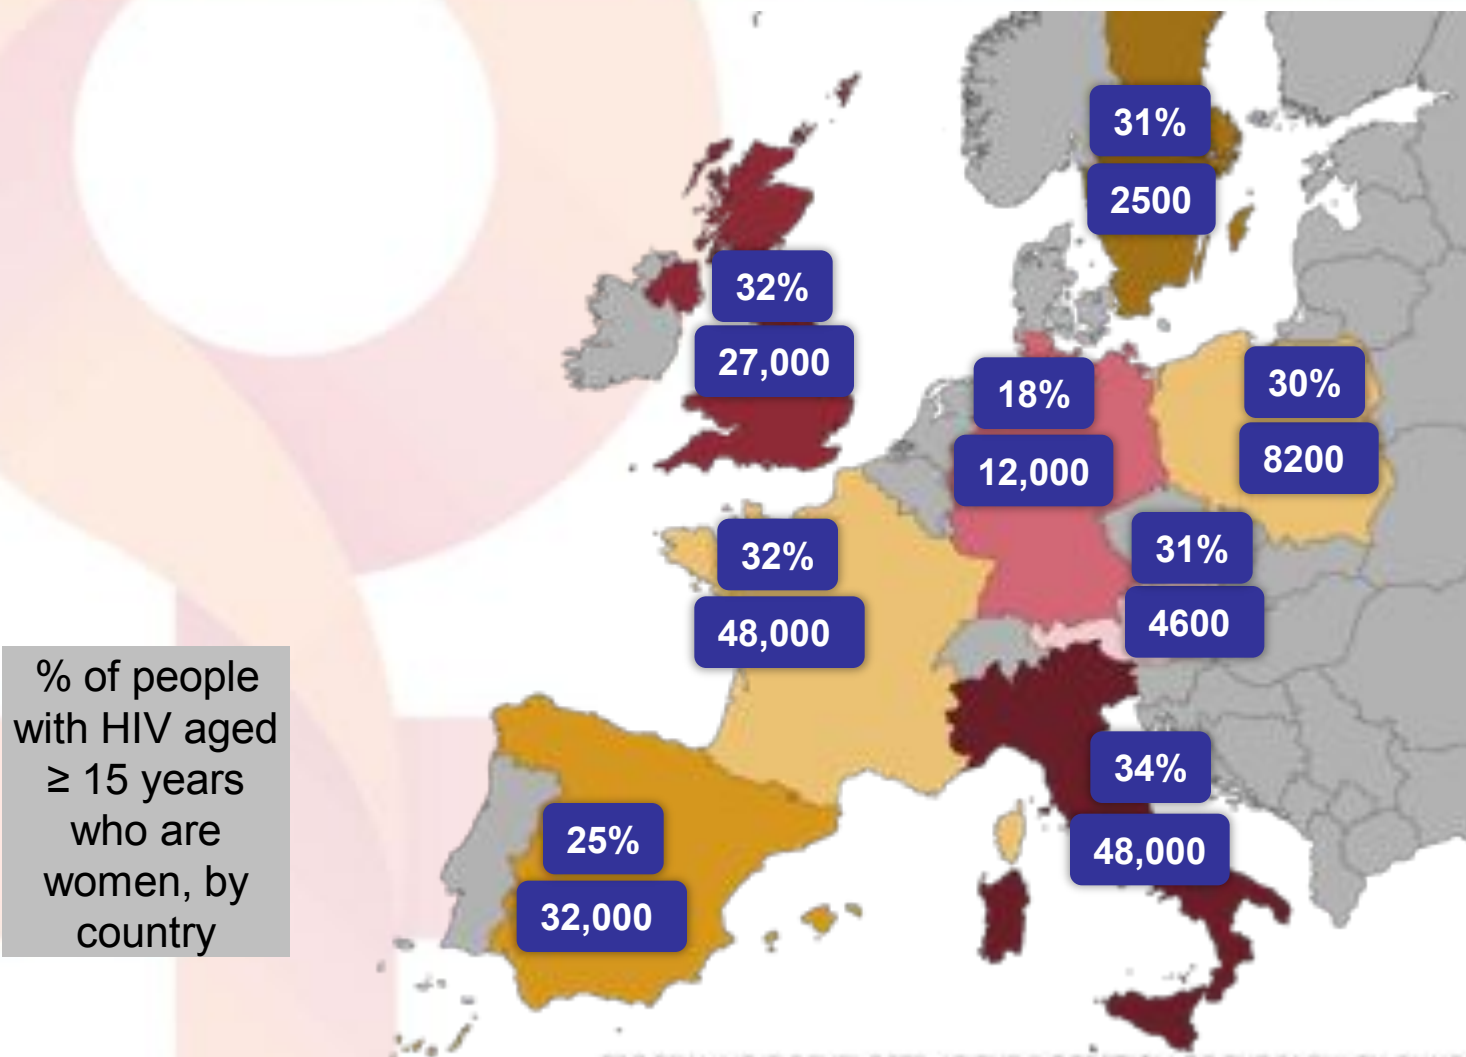 31%
2500
32%
27,000
18%
12,000
30%
8200
32%
48,000
31%
4600
% of people
with HIV aged
≥ 15 years
who are
women, by
country
34%
48,000
25%
32,000